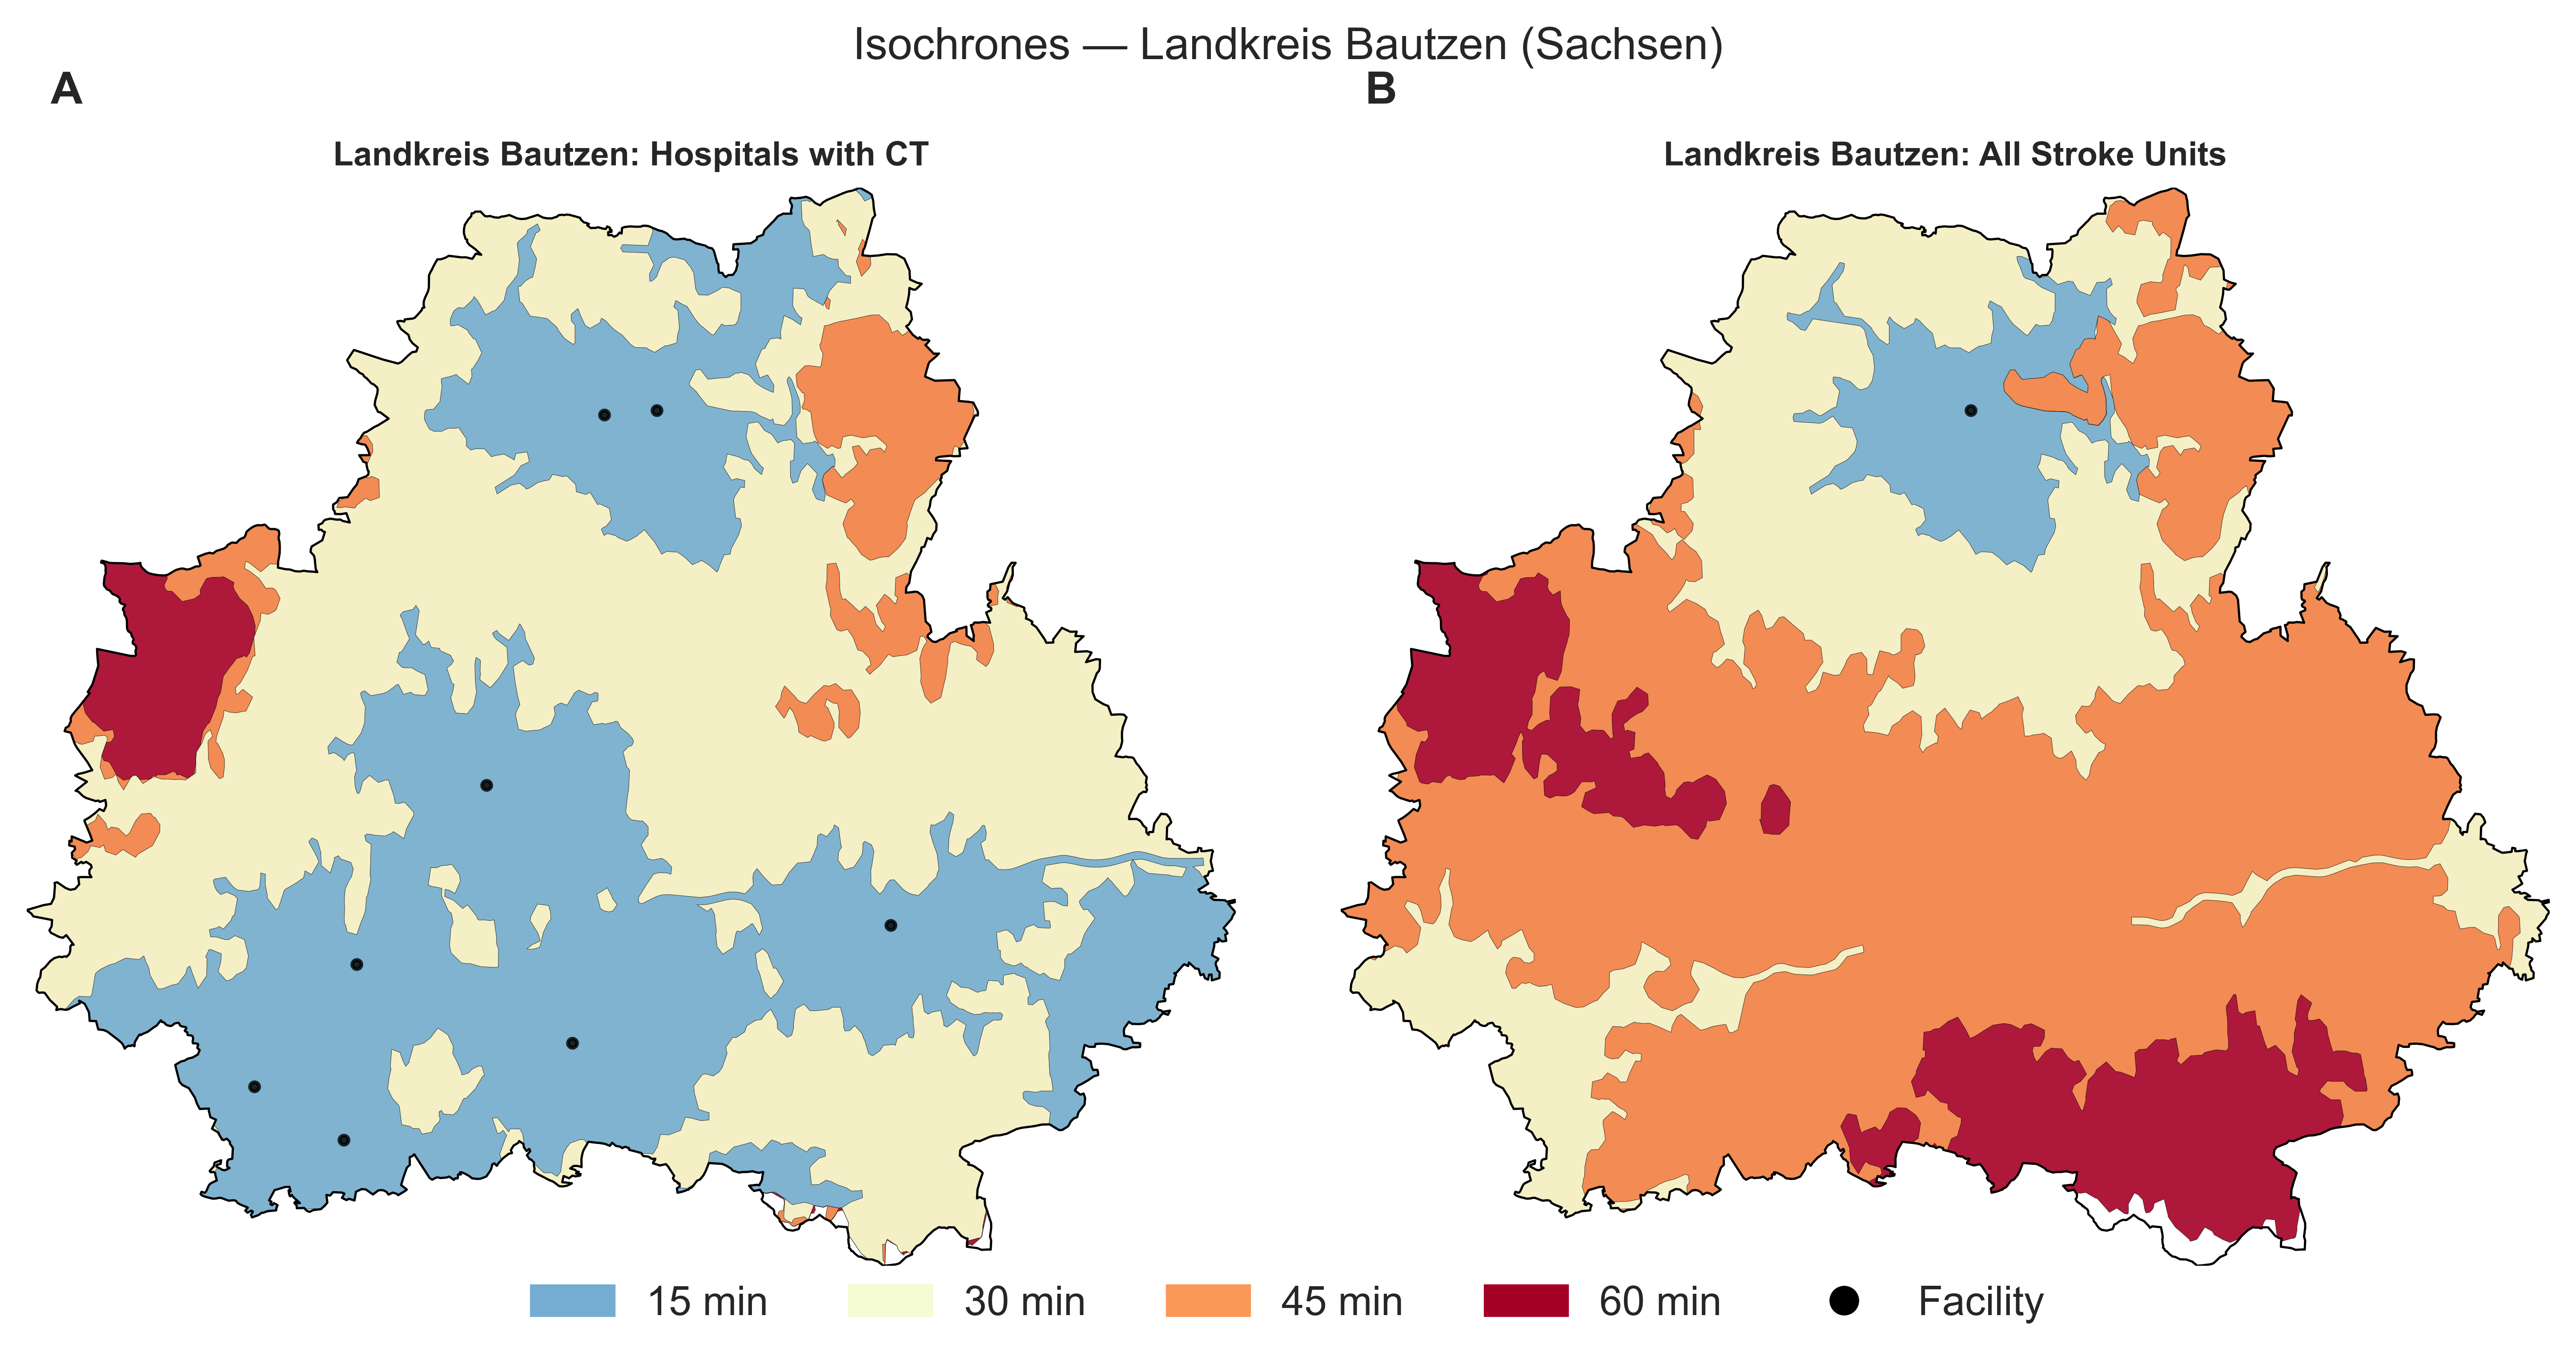 Isochrones — Landkreis Bautzen (Sachsen)
A
B
Landkreis Bautzen: Hospitals with CT
Landkreis Bautzen: All Stroke Units
15 min
30 min
45 min
60 min
Facility